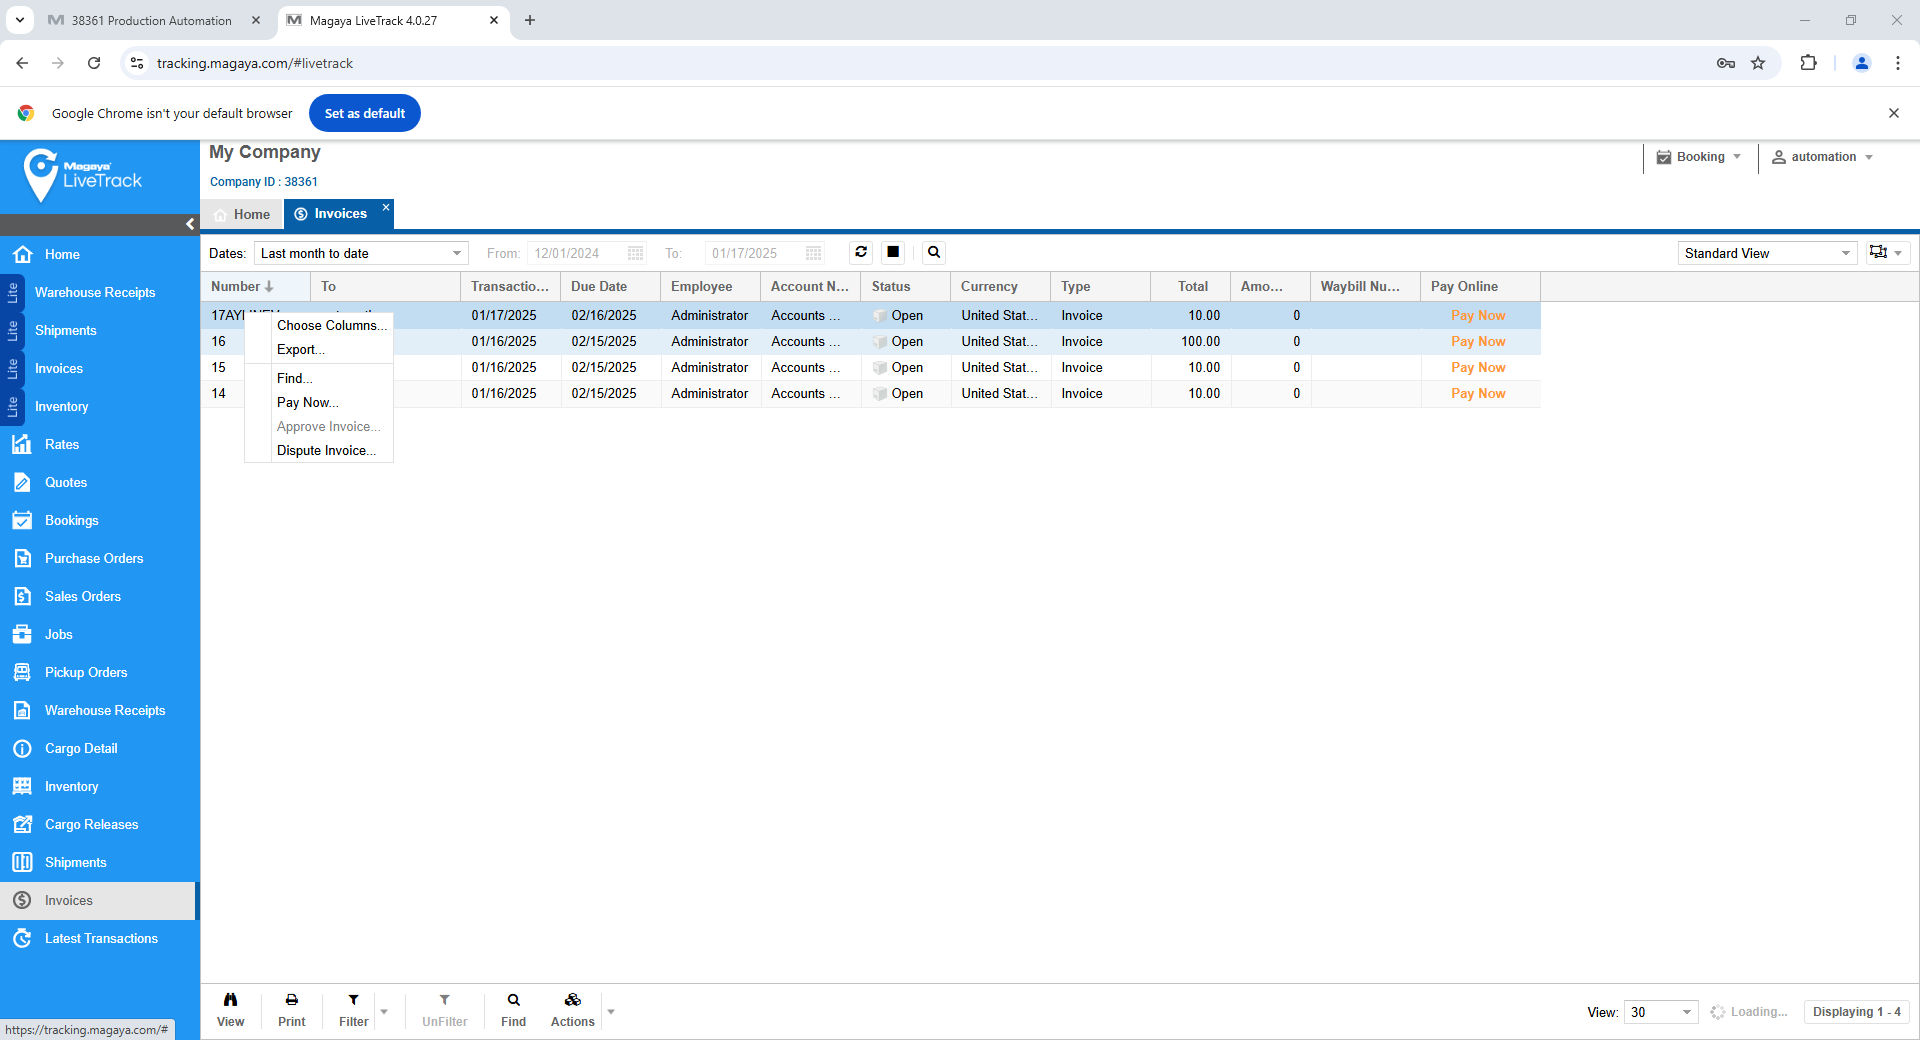 38361 Production Automation
Magaya LiveTrack 4.0.27
tracking.magaya.com/#livetrack
Google Chrome isn't your default browser
Set as default
Magaya
LiveTrack
My Company
Company ID : 38361
Booking
automation
Home
Invoices
Dates:
Last month to date
From:
12/01/2024
To:
01/17/2025
Standard View
Number To Transactio... Due Date Employee Account N... Status Currency Type Total Amo... Waybill Nu... Pay Online
01/17/2025 02/16/2025 Administrator Accounts ... Open United Stat... Invoice 10.00 0 Pay Now
16 01/16/2025 02/15/2025 Administrator Accounts ... Open United Stat... Invoice 100.00 0 Pay Now
15 01/16/2025 02/15/2025 Administrator Accounts ... Open United Stat... Invoice 10.00 0 Pay Now
14 01/16/2025 02/15/2025 Administrator Accounts ... Open United Stat... Invoice 10.00 0 Pay Now
Choose Columns...
Export...
Find...
Pay Now...
Approve Invoice...
Dispute Invoice...
Home
Lite Warehouse Receipts
Lite Shipments
Lite Invoices
Lite Inventory
Rates
Quotes
Bookings
Purchase Orders
Sales Orders
Jobs
Pickup Orders
Warehouse Receipts
Cargo Detail
Inventory
Cargo Releases
Shipments
Invoices
Latest Transactions
https://tracking.magaya.com/#
View
Print
Filter
UnFilter
Find
Actions
View:
30
Loading...
Displaying 1 - 4